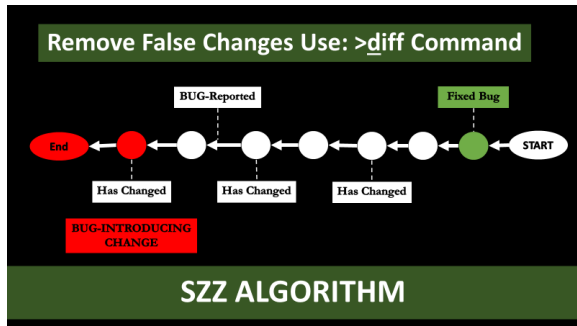 Remove False Changes Use: >diff Command
BUG-Reported
Fixed Bug
End
START
Has Changed
Has Changed
Has Changed
BUG-INTRODUCING
CHANGE
SZZ ALGORITHM